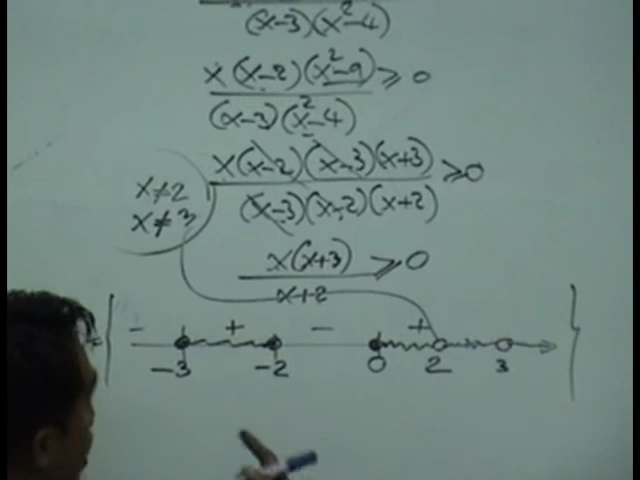 (x-3)(x²-4)
x(x-2)(x²-9) ≥ 0
(x-3)(x²-4)
x(x-2)(x-3)(x+3) ≥ 0
x≠2
x≠3
(x-3)(x-2)(x+2)
x(x+3) ≥ 0
x+2
- + - +
-3 -2 0 2 3